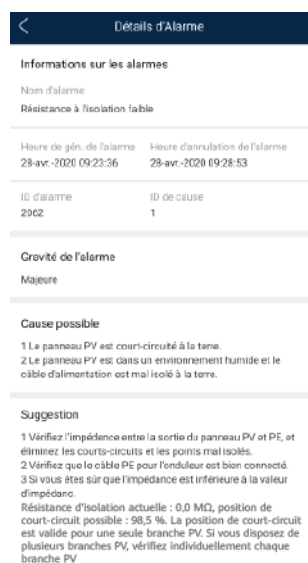 Détails d'Alarme
Informations sur les alarmes
Nom d'alarme
Résistance à l'isolation faible
Heure de gén. de l'alarme Heure d'annulation de l'alarme
28-avr.-2020 09:23:36 28-avr.-2020 09:28:53
ID d'alarme ID de cause
2062 1
Gravité de l'alarme
Majeure
Cause possible
1 Le panneau PV est court-circuité à la terre.
2 Le panneau PV est dans un environnement humide et le
câble d'alimentation est mal isolé à la terre.
Suggestion
1 Vérifiez l'impédence entre la sortie du panneau PV et PE, et
éliminez les courts-circuits et les points mal isolés.
2 Vérifiez que le câble PE pour l'onduleur est bien connecté.
3 Si vous êtes sûr que l'impédance est inférieure à la valeur
d'impédanc.
Résistance d'isolation actuelle : 0,0 MΩ, position de
court-circuit possible : 98,5 %. La position de court-circuit
est valide pour une seule branche PV. Si vous disposez de
plusieurs branches PV, vérifiez individuellement chaque
branche PV